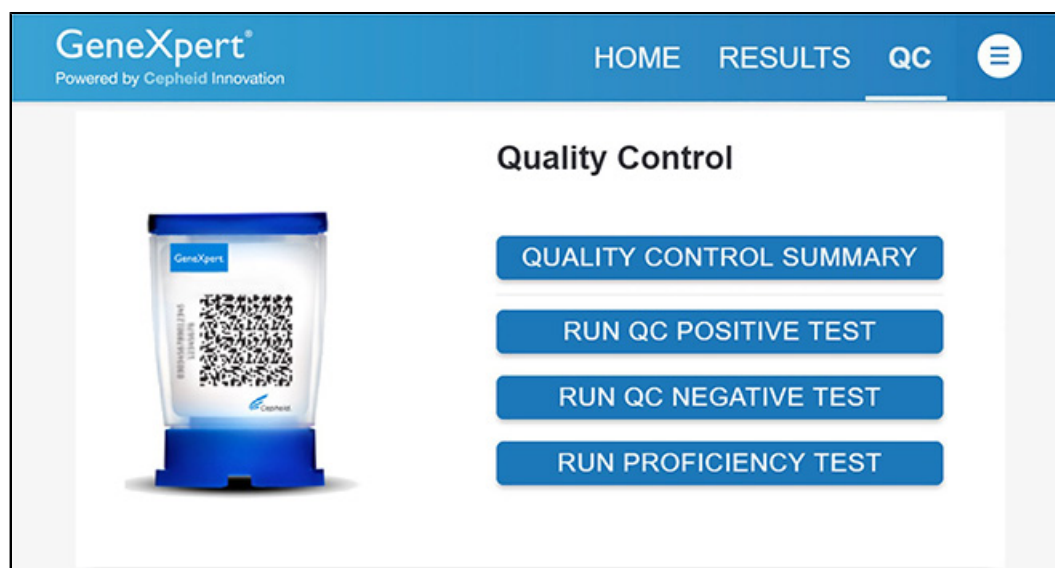 GeneXpert®
Powered by Cepheid Innovation
HOME RESULTS QC
Quality Control
GeneXpert
Cepheid.
QUALITY CONTROL SUMMARY
RUN QC POSITIVE TEST
RUN QC NEGATIVE TEST
RUN PROFICIENCY TEST